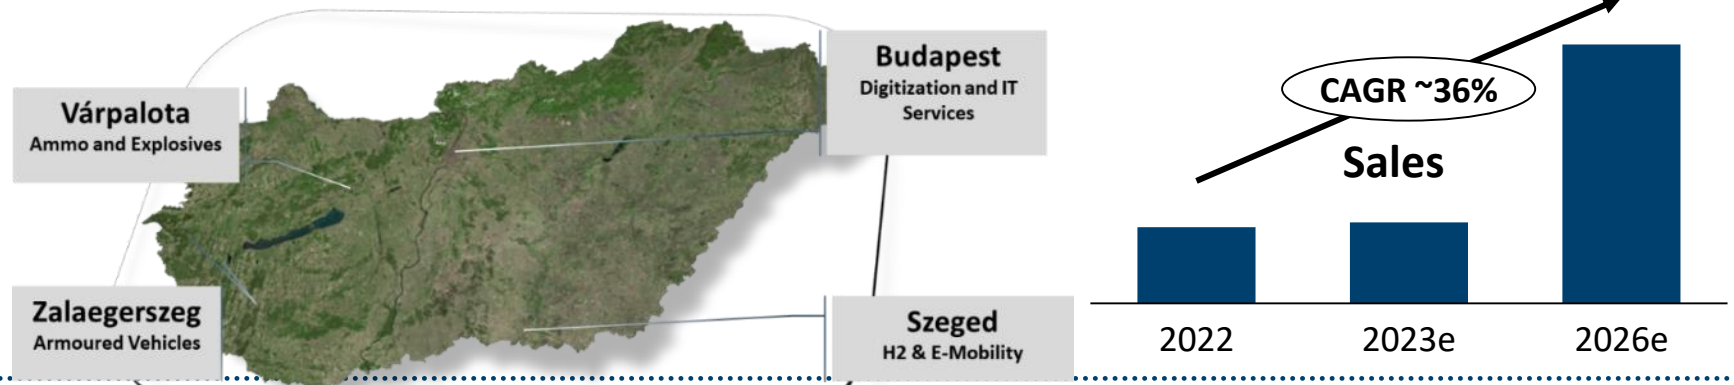 Várpalota
Ammo and Explosives
Budapest
Digitization and IT
Services
Zalaegerszeg
Armoured Vehicles
Szeged
H2 & E-Mobility
CAGR ~36%
Sales
2022
2023e
2026e